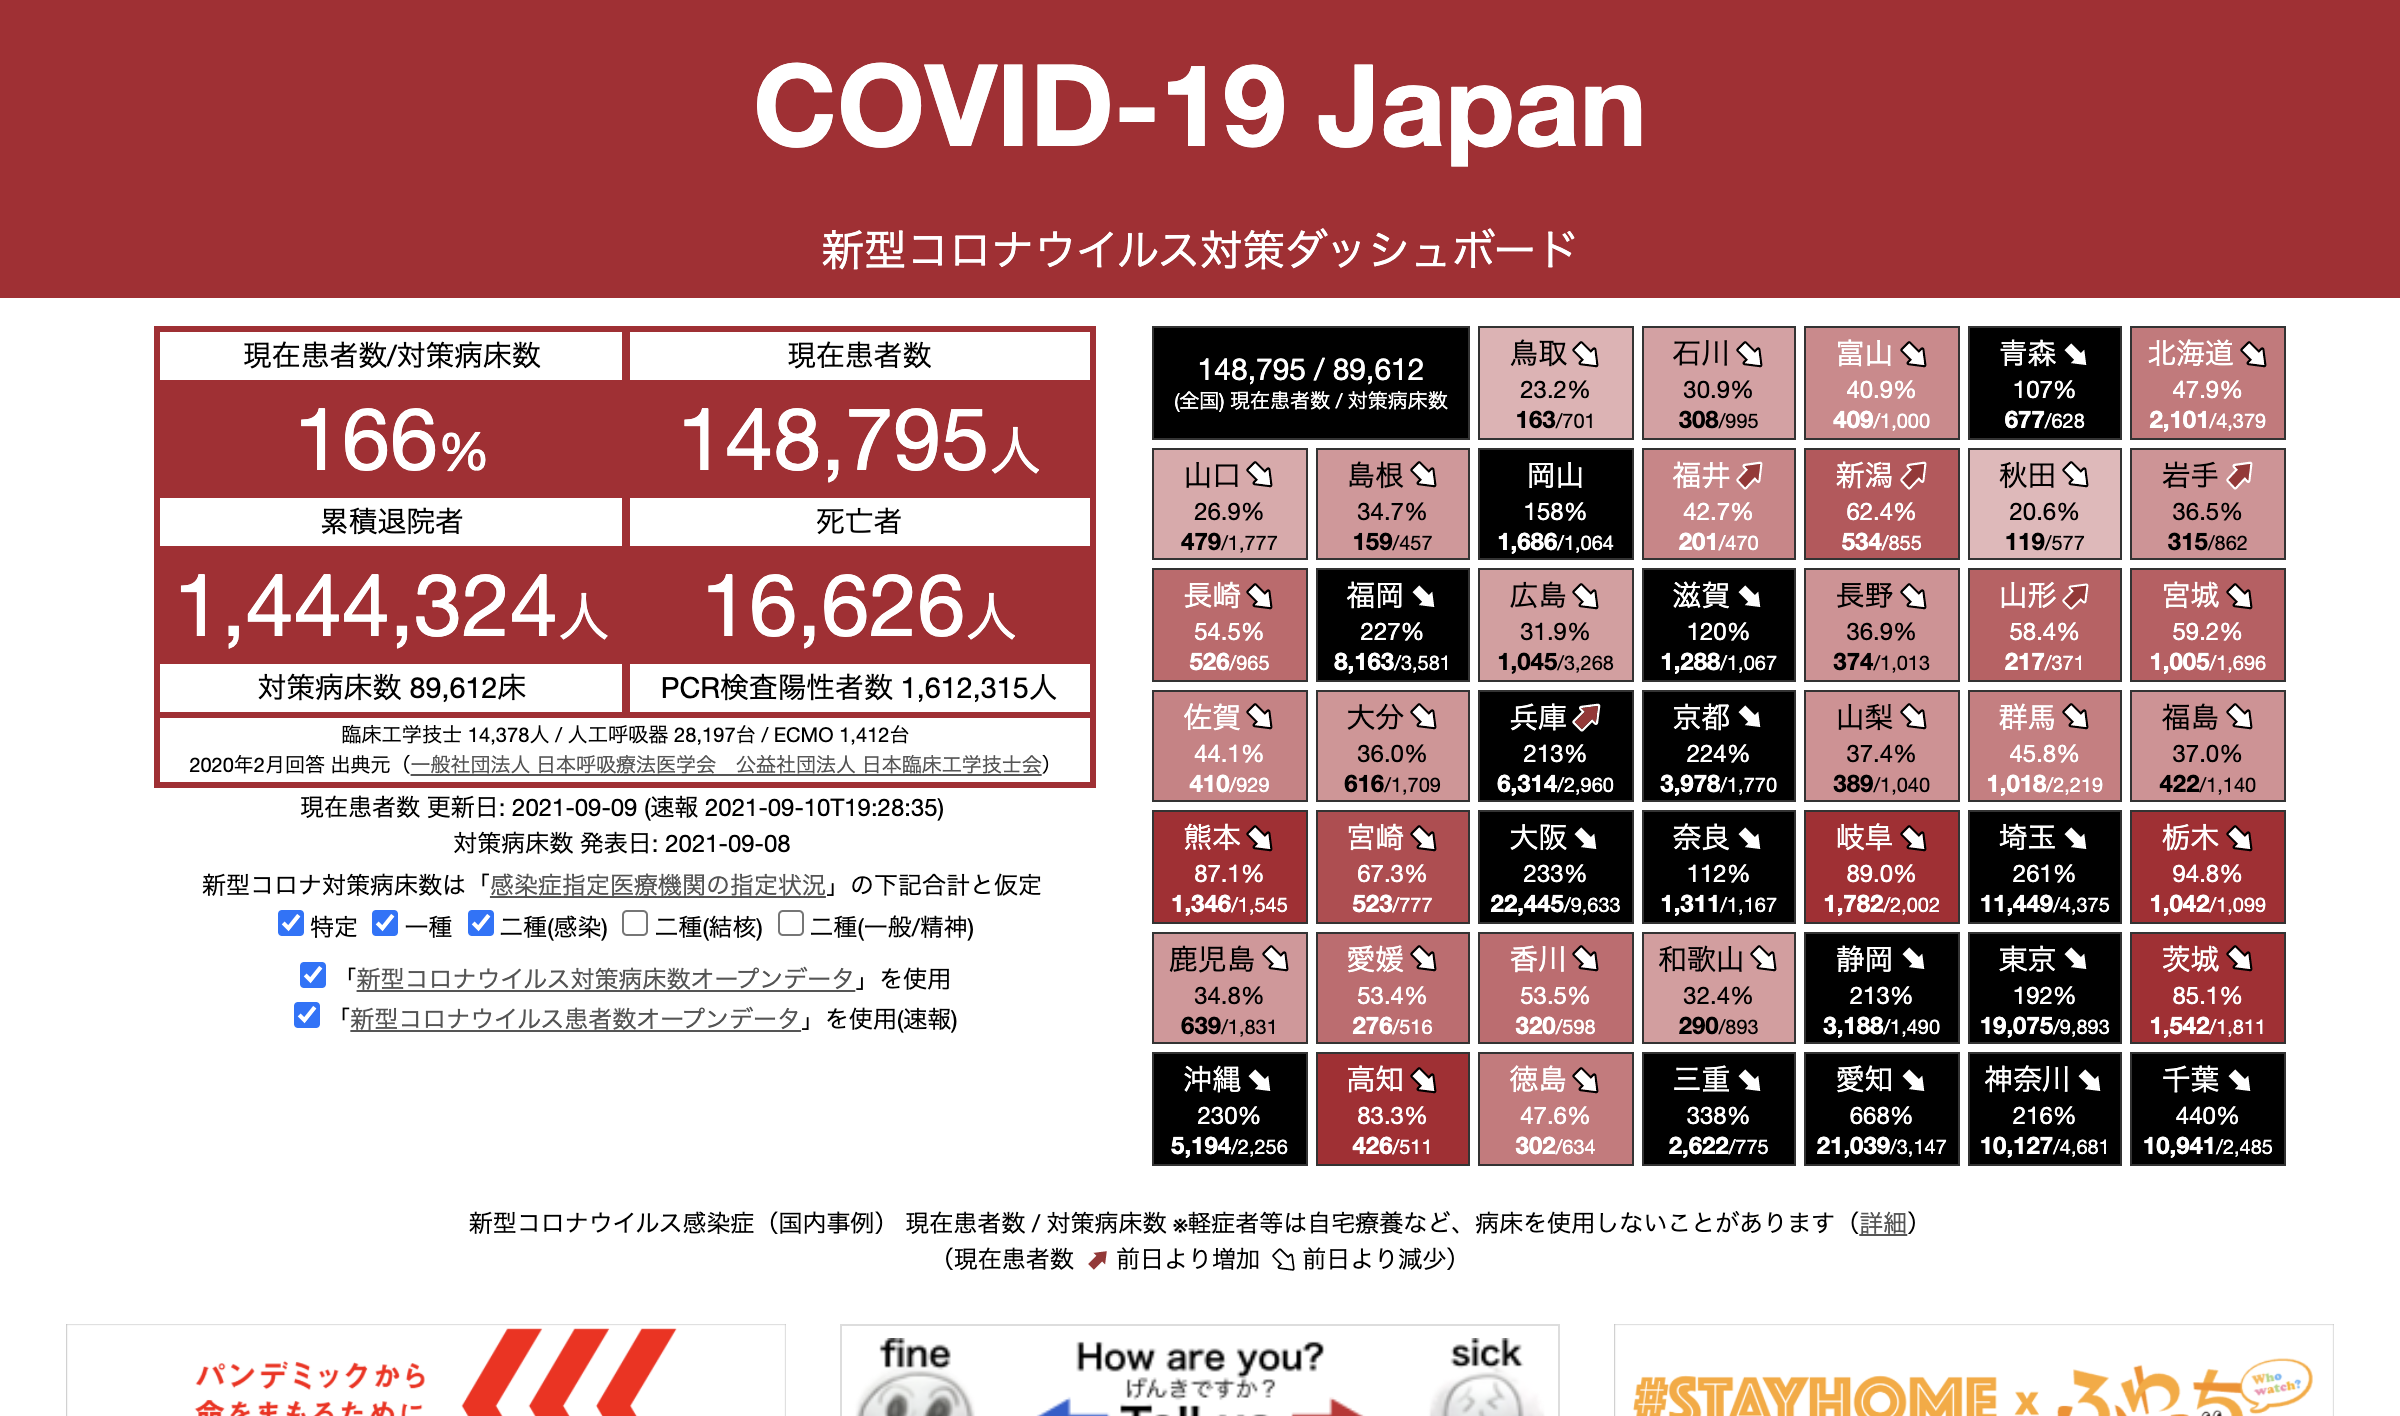 COVID-19 Japan
新型コロナウイルス対策ダッシュボード
現在患者数/対策病床数
現在患者数
166%
148,795人
累積退院者
死亡者
1,444,324人
16,626人
対策病床数 89,612床
PCR検査陽性者数 1,612,315人
臨床工学技士 14,378人 / 人工呼吸器 28,197台 / ECMO 1,412台
2020年2月回答 出典元（一般社団法人 日本呼吸療法医学会　公益社団法人 日本臨床工学技士会）
現在患者数 更新日: 2021-09-09 (速報 2021-09-10T19:28:35)
対策病床数 発表日: 2021-09-08
新型コロナ対策病床数は「感染症指定医療機関の指定状況」の下記合計と仮定
特定 一種 二種(感染) 二種(結核) 二種(一般/精神)
「新型コロナウイルス対策病床数オープンデータ」を使用
「新型コロナウイルス患者数オープンデータ」を使用(速報)
148,795 / 89,612
(全国) 現在患者数 / 対策病床数
鳥取
23.2%
163/701
石川
30.9%
308/995
富山
40.9%
409/1,000
青森
107%
677/628
北海道
47.9%
2,101/4,379
山口
26.9%
479/1,777
島根
34.7%
159/457
岡山
158%
1,686/1,064
福井
42.7%
201/470
新潟
62.4%
534/855
秋田
20.6%
119/577
岩手
36.5%
315/862
長崎
54.5%
526/965
福岡
227%
8,163/3,581
広島
31.9%
1,045/3,268
滋賀
120%
1,288/1,067
長野
36.9%
374/1,013
山形
58.4%
217/371
宮城
59.2%
1,005/1,696
佐賀
44.1%
410/929
大分
36.0%
616/1,709
兵庫
213%
6,314/2,960
京都
224%
3,978/1,770
山梨
37.4%
389/1,040
群馬
45.8%
1,018/2,219
福島
37.0%
422/1,140
熊本
87.1%
1,346/1,545
宮崎
67.3%
523/777
大阪
233%
22,445/9,633
奈良
112%
1,311/1,167
岐阜
89.0%
1,782/2,002
埼玉
261%
11,449/4,375
栃木
94.8%
1,042/1,099
鹿児島
34.8%
639/1,831
愛媛
53.4%
276/516
香川
53.5%
320/598
和歌山
32.4%
290/893
静岡
213%
3,188/1,490
東京
192%
19,075/9,893
茨城
85.1%
1,542/1,811
沖縄
230%
5,194/2,256
高知
83.3%
426/511
徳島
47.6%
302/634
三重
338%
2,622/775
愛知
668%
21,039/3,147
神奈川
216%
10,127/4,681
千葉
440%
10,941/2,485
新型コロナウイルス感染症（国内事例） 現在患者数 / 対策病床数 ※軽症者等は自宅療養など、病床を使用しないことがあります（詳細）
（現在患者数 前日より増加 前日より減少）
パンデミックから
命をまもるために
fine
How are you?
sick
げんきですか？
Tell us
#STAYHOME x ふわっち
Who watch?